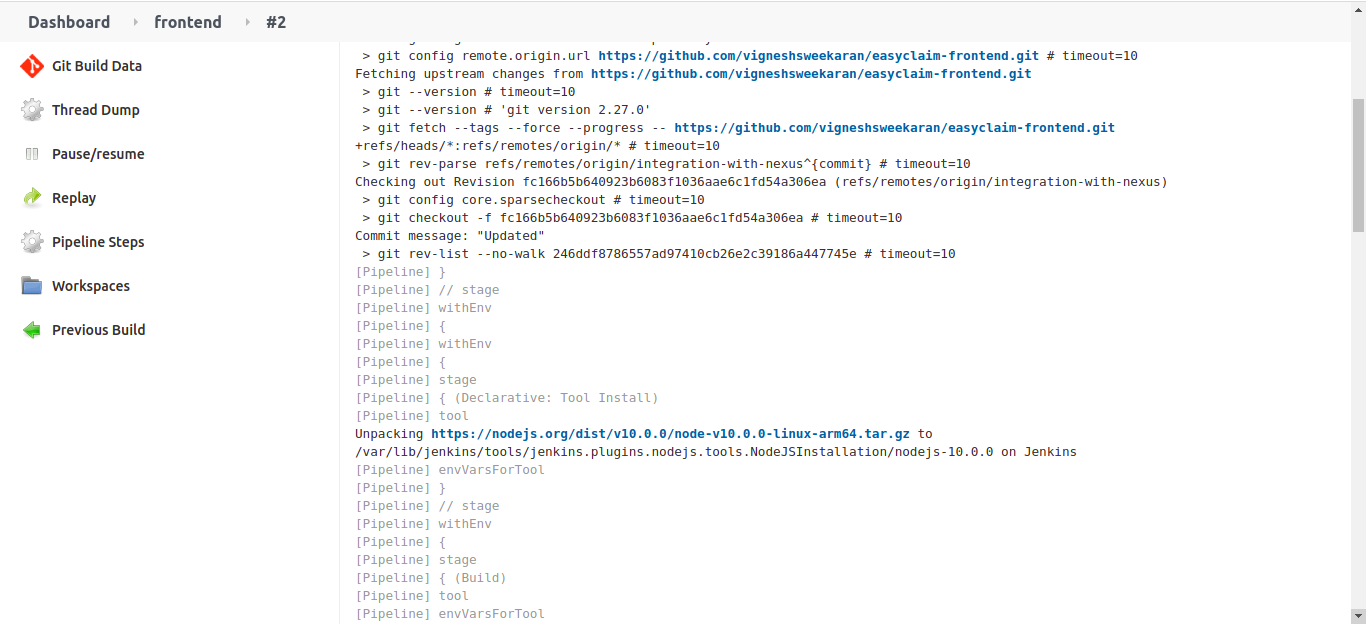 Dashboard
frontend
#2
Git Build Data
Thread Dump
Pause/resume
Replay
Pipeline Steps
Workspaces
Previous Build
> git config remote.origin.url https://github.com/vigneshsweekaran/easyclaim-frontend.git # timeout=10
Fetching upstream changes from https://github.com/vigneshsweekaran/easyclaim-frontend.git
> git --version # timeout=10
> git --version # 'git version 2.27.0'
> git fetch --tags --force --progress -- https://github.com/vigneshsweekaran/easyclaim-frontend.git
+refs/heads/*:refs/remotes/origin/* # timeout=10
> git rev-parse refs/remotes/origin/integration-with-nexus^{commit} # timeout=10
Checking out Revision fc166b5b640923b6083f1036aae6c1fd54a306ea (refs/remotes/origin/integration-with-nexus)
> git config core.sparsecheckout # timeout=10
> git checkout -f fc166b5b640923b6083f1036aae6c1fd54a306ea # timeout=10
Commit message: "Updated"
> git rev-list --no-walk 246ddf8786557ad97410cb26e2c39186a447745e # timeout=10
[Pipeline] }
[Pipeline] // stage
[Pipeline] withEnv
[Pipeline] {
[Pipeline] withEnv
[Pipeline] {
[Pipeline] stage
[Pipeline] { (Declarative: Tool Install)
[Pipeline] tool
Unpacking https://nodejs.org/dist/v10.0.0/node-v10.0.0-linux-arm64.tar.gz to
/var/lib/jenkins/tools/jenkins.plugins.nodejs.tools.NodeJSInstallation/nodejs-10.0.0 on Jenkins
[Pipeline] envVarsForTool
[Pipeline] }
[Pipeline] // stage
[Pipeline] withEnv
[Pipeline] {
[Pipeline] stage
[Pipeline] { (Build)
[Pipeline] tool
[Pipeline] envVarsForTool